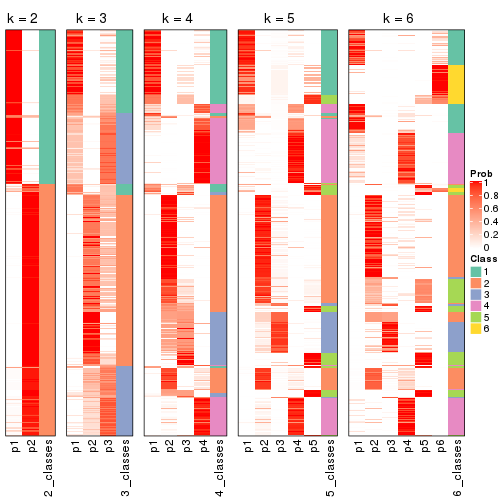 k = 2
k = 3
k = 4
k = 5
k = 6
Prob
1
0.8
0.6
0.4
0.2
0
Class
1
2
3
4
5
6
p1
p2
2_classes
p1
p2
p3
3_classes
p1
p2
p3
p4
4_classes
p1
p2
p3
p4
p5
5_classes
p1
p2
p3
p4
p5
p6
6_classes